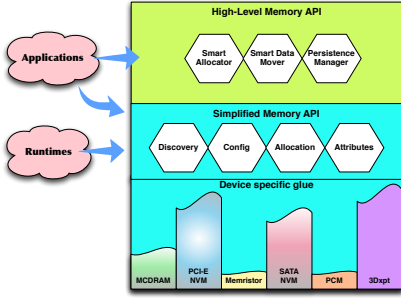 High-Level Memory API
Smart
Allocator
Smart Data
Mover
Persistence
Manager
Applications
Simplified Memory API
Runtimes
Discovery
Config
Allocation
Attributes
Device specific glue
MCDRAM
PCI-E
NVM
Memristor
SATA
NVM
PCM
3Dxpt